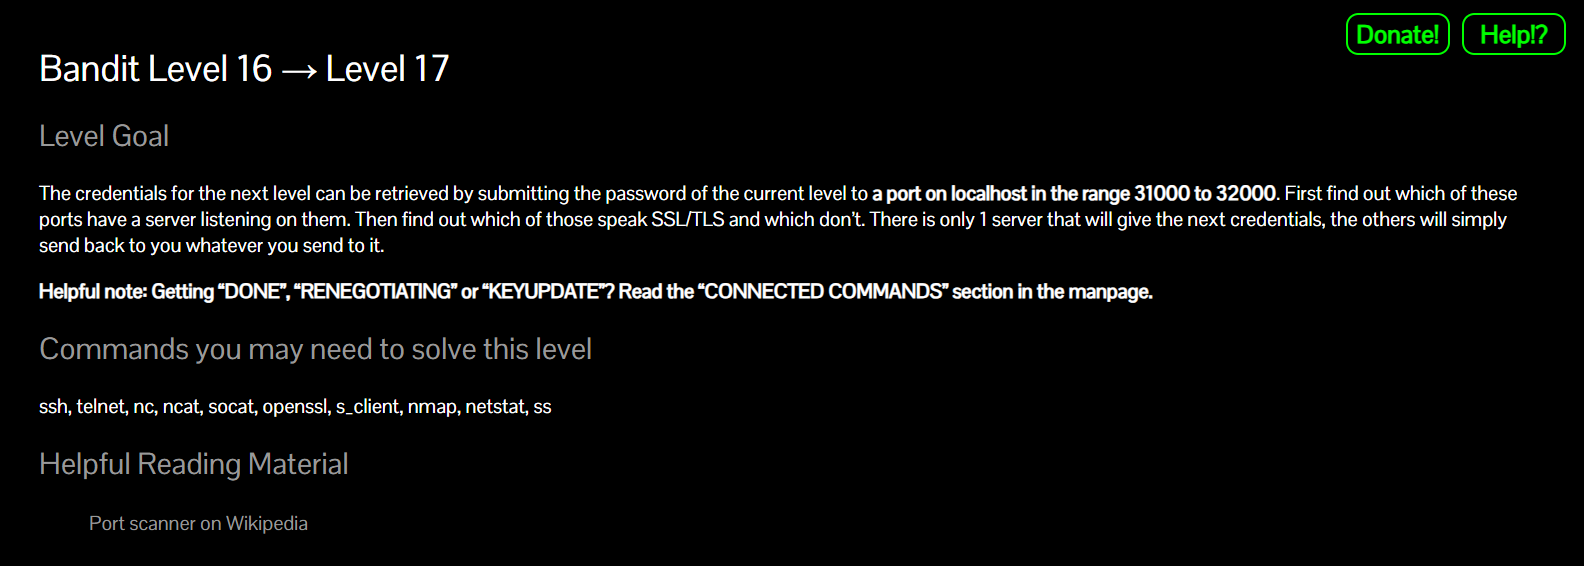 Donate!
Help!?
Bandit Level 16 → Level 17
Level Goal
The credentials for the next level can be retrieved by submitting the password of the current level to a port on localhost in the range 31000 to 32000. First find out which of these
ports have a server listening on them. Then find out which of those speak SSL/TLS and which don’t. There is only 1 server that will give the next credentials, the others will simply
send back to you whatever you send to it.
Helpful note: Getting “DONE”, “RENEGOTIATING” or “KEYUPDATE”? Read the “CONNECTED COMMANDS” section in the manpage.
Commands you may need to solve this level
ssh, telnet, nc, ncat, socat, openssl, s_client, nmap, netstat, ss
Helpful Reading Material
Port scanner on Wikipedia